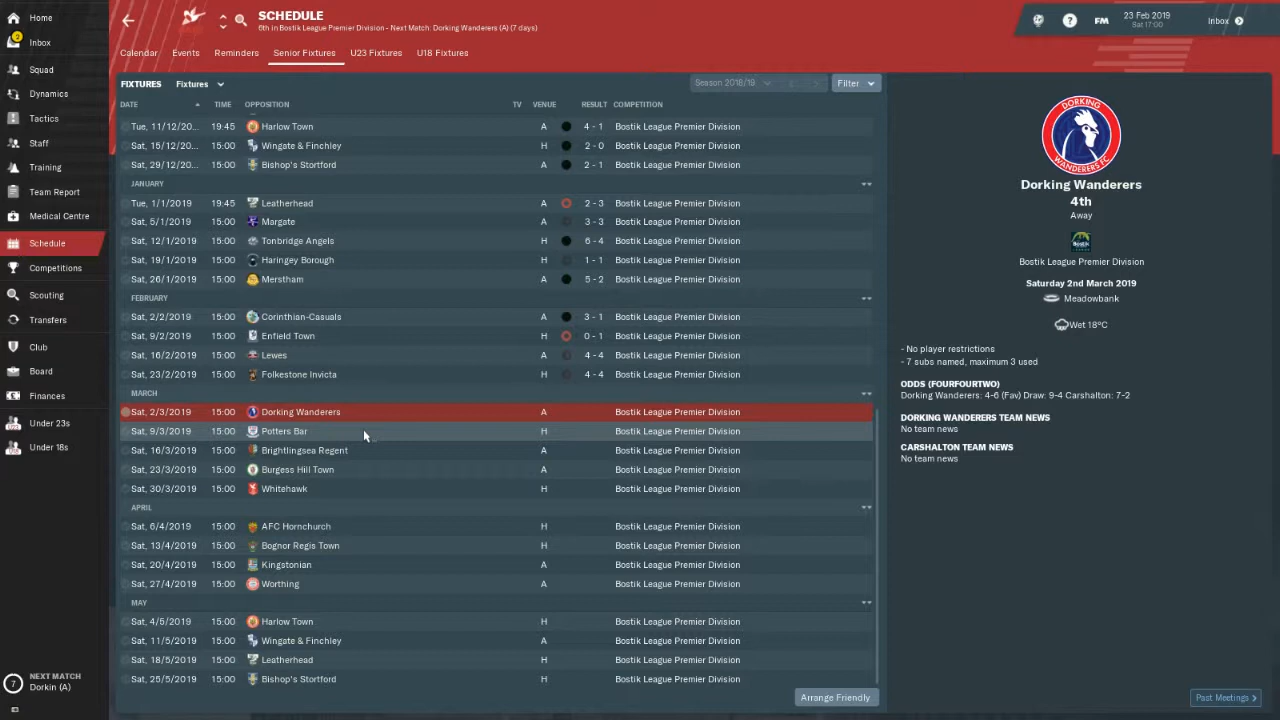 SCHEDULE
6th in Bostik League Premier Division - Next Match: Dorking Wanderers (A) (7 days)
FM
23 Feb 2019
Sat 17:00
Inbox
Home
2
Inbox
Squad
Dynamics
Tactics
Staff
Training
Team Report
Medical Centre
Schedule
Competitions
Scouting
Transfers
Club
Board
Finances
Under 23s
Under 18s
NEXT MATCH
Dorkin (A)
Calendar Events Reminders Senior Fixtures U23 Fixtures U18 Fixtures
FIXTURES Fixtures Season 2018/19 Filter
DATE TIME OPPOSITION TV VENUE RESULT COMPETITION
Tue, 11/12/20... 19:45 Harlow Town A 4 - 1 Bostik League Premier Division
Sat, 15/12/20... 15:00 Wingate & Finchley H 2 - 0 Bostik League Premier Division
Sat, 29/12/20... 15:00 Bishop's Stortford A 2 - 1 Bostik League Premier Division
JANUARY
Tue, 1/1/2019 19:45 Leatherhead A 2 - 3 Bostik League Premier Division
Sat, 5/1/2019 15:00 Margate A 3 - 3 Bostik League Premier Division
Sat, 12/1/2019 15:00 Tonbridge Angels H 6 - 4 Bostik League Premier Division
Sat, 19/1/2019 15:00 Haringey Borough H 1 - 1 Bostik League Premier Division
Sat, 26/1/2019 15:00 Merstham A 5 - 2 Bostik League Premier Division
FEBRUARY
Sat, 2/2/2019 15:00 Corinthian-Casuals A 3 - 1 Bostik League Premier Division
Sat, 9/2/2019 15:00 Enfield Town H 0 - 1 Bostik League Premier Division
Sat, 16/2/2019 15:00 Lewes A 4 - 4 Bostik League Premier Division
Sat, 23/2/2019 15:00 Folkestone Invicta H 4 - 4 Bostik League Premier Division
MARCH
Sat, 2/3/2019 15:00 Dorking Wanderers A Bostik League Premier Division
Sat, 9/3/2019 15:00 Potters Bar H Bostik League Premier Division
Sat, 16/3/2019 15:00 Brightlingsea Regent A Bostik League Premier Division
Sat, 23/3/2019 15:00 Burgess Hill Town A Bostik League Premier Division
Sat, 30/3/2019 15:00 Whitehawk H Bostik League Premier Division
APRIL
Sat, 6/4/2019 15:00 AFC Hornchurch H Bostik League Premier Division
Sat, 13/4/2019 15:00 Bognor Regis Town H Bostik League Premier Division
Sat, 20/4/2019 15:00 Kingstonian A Bostik League Premier Division
Sat, 27/4/2019 15:00 Worthing A Bostik League Premier Division
MAY
Sat, 4/5/2019 15:00 Harlow Town H Bostik League Premier Division
Sat, 11/5/2019 15:00 Wingate & Finchley A Bostik League Premier Division
Sat, 18/5/2019 15:00 Leatherhead H Bostik League Premier Division
Sat, 25/5/2019 15:00 Bishop's Stortford H Bostik League Premier Division
Arrange Friendly
DORKING
WANDERERS FC
Dorking Wanderers
4th
Away
Bostik
Bostik League Premier Division
Saturday 2nd March 2019
Meadowbank
Wet 18°C
- No player restrictions
- 7 subs named, maximum 3 used
ODDS (FOURFOURTWO)
Dorking Wanderers: 4-6 (Fav) Draw: 9-4 Carshalton: 7-2
DORKING WANDERERS TEAM NEWS
No team news
CARSHALTON TEAM NEWS
No team news
Past Meetings